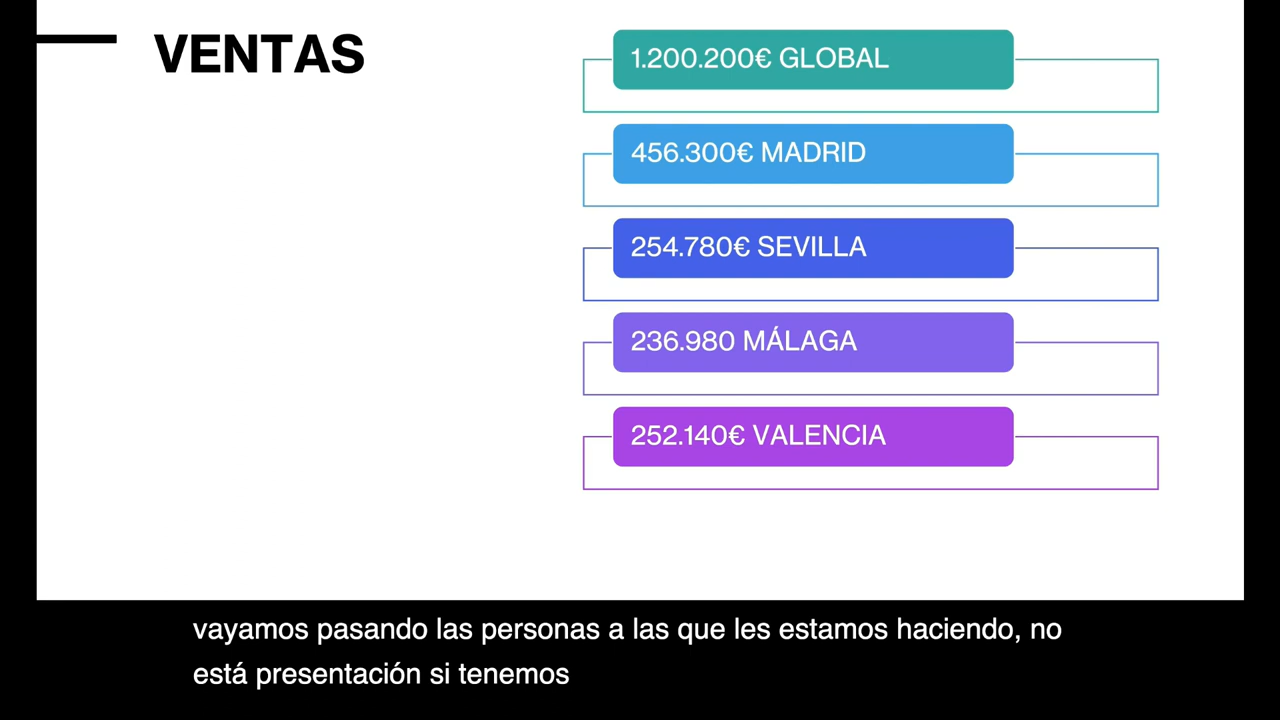 VENTAS
1.200.200€ GLOBAL
456.300€ MADRID
254.780€ SEVILLA
236.980 MÁLAGA
252.140€ VALENCIA
vayamos pasando las personas a las que les estamos haciendo, no
está presentación si tenemos